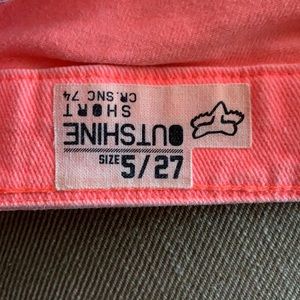 OUTSHINE
SHORT
CR. SNC 74
SIZE 5/27